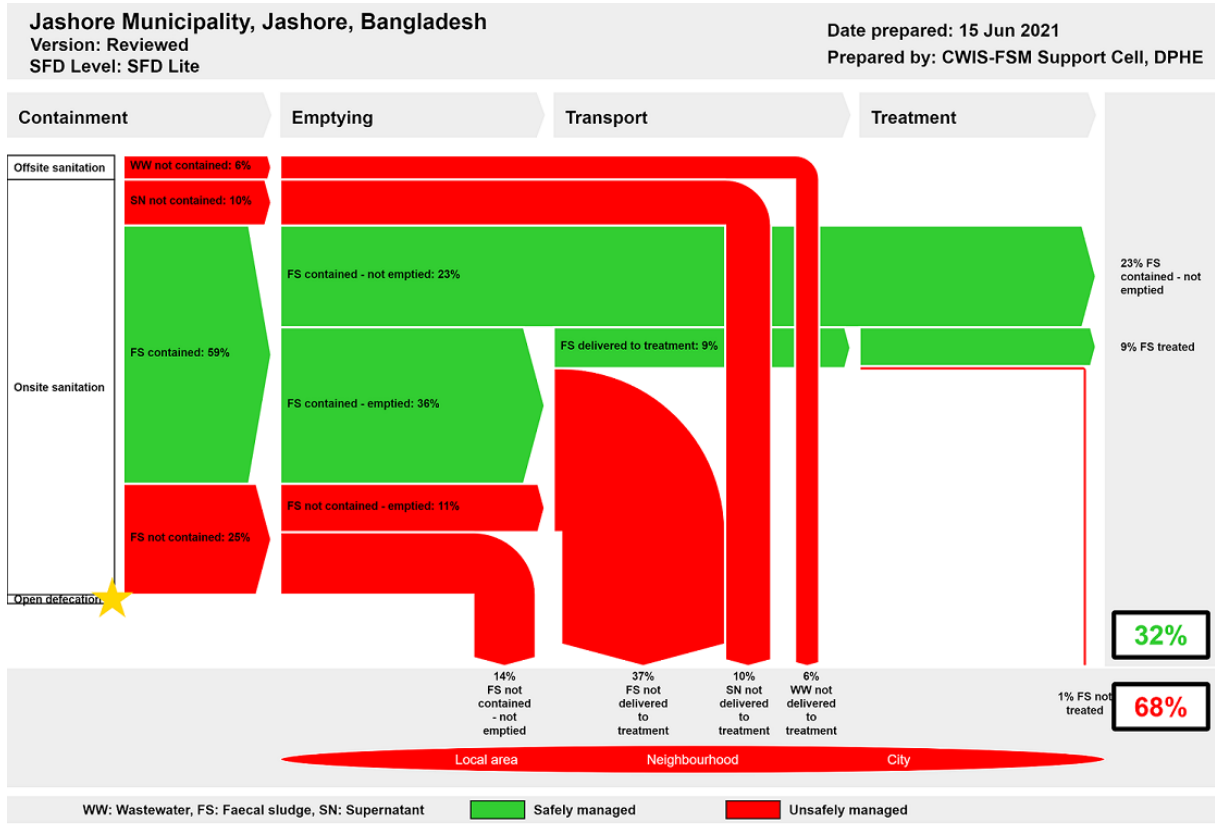 Jashore Municipality, Jashore, Bangladesh
Version: Reviewed
SFD Level: SFD Lite
Date prepared: 15 Jun 2021
Prepared by: CWIS-FSM Support Cell, DPHE
Containment
Emptying
Transport
Treatment
Offsite sanitation
WW not contained: 6%
SN not contained: 10%
FS contained - not emptied: 23%
23% FS
contained - not
emptied
FS contained: 59%
FS delivered to treatment: 9%
9% FS treated
Onsite sanitation
FS contained - emptied: 36%
FS not contained - emptied: 11%
FS not contained: 25%
Open defecation
32%
14%
FS not
contained
- not
emptied
37%
FS not
delivered
to
treatment
10%
SN not
delivered
to
treatment
6%
WW not
delivered
to
treatment
1% FS not
treated
68%
Local area
Neighbourhood
City
WW: Wastewater, FS: Faecal sludge, SN: Supernatant
Safely managed
Unsafely managed